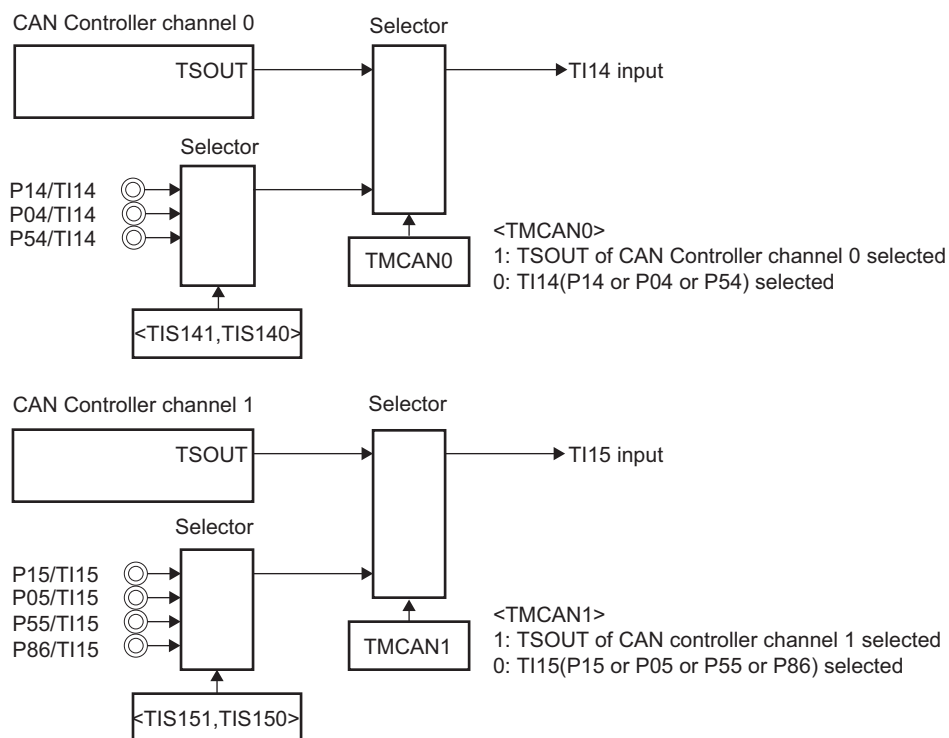 CAN Controller channel 0
Selector
TSOUT
TI14 input
Selector
P14/TI14
P04/TI14
P54/TI14
TMCAN0
<TMCAN0>
1: TSOUT of CAN Controller channel 0 selected
0: TI14(P14 or P04 or P54) selected
<TIS141,TIS140>
CAN Controller channel 1
Selector
TSOUT
TI15 input
Selector
P15/TI15
P05/TI15
P55/TI15
P86/TI15
TMCAN1
<TMCAN1>
1: TSOUT of CAN controller channel 1 selected
0: TI15(P15 or P05 or P55 or P86) selected
<TIS151,TIS150>